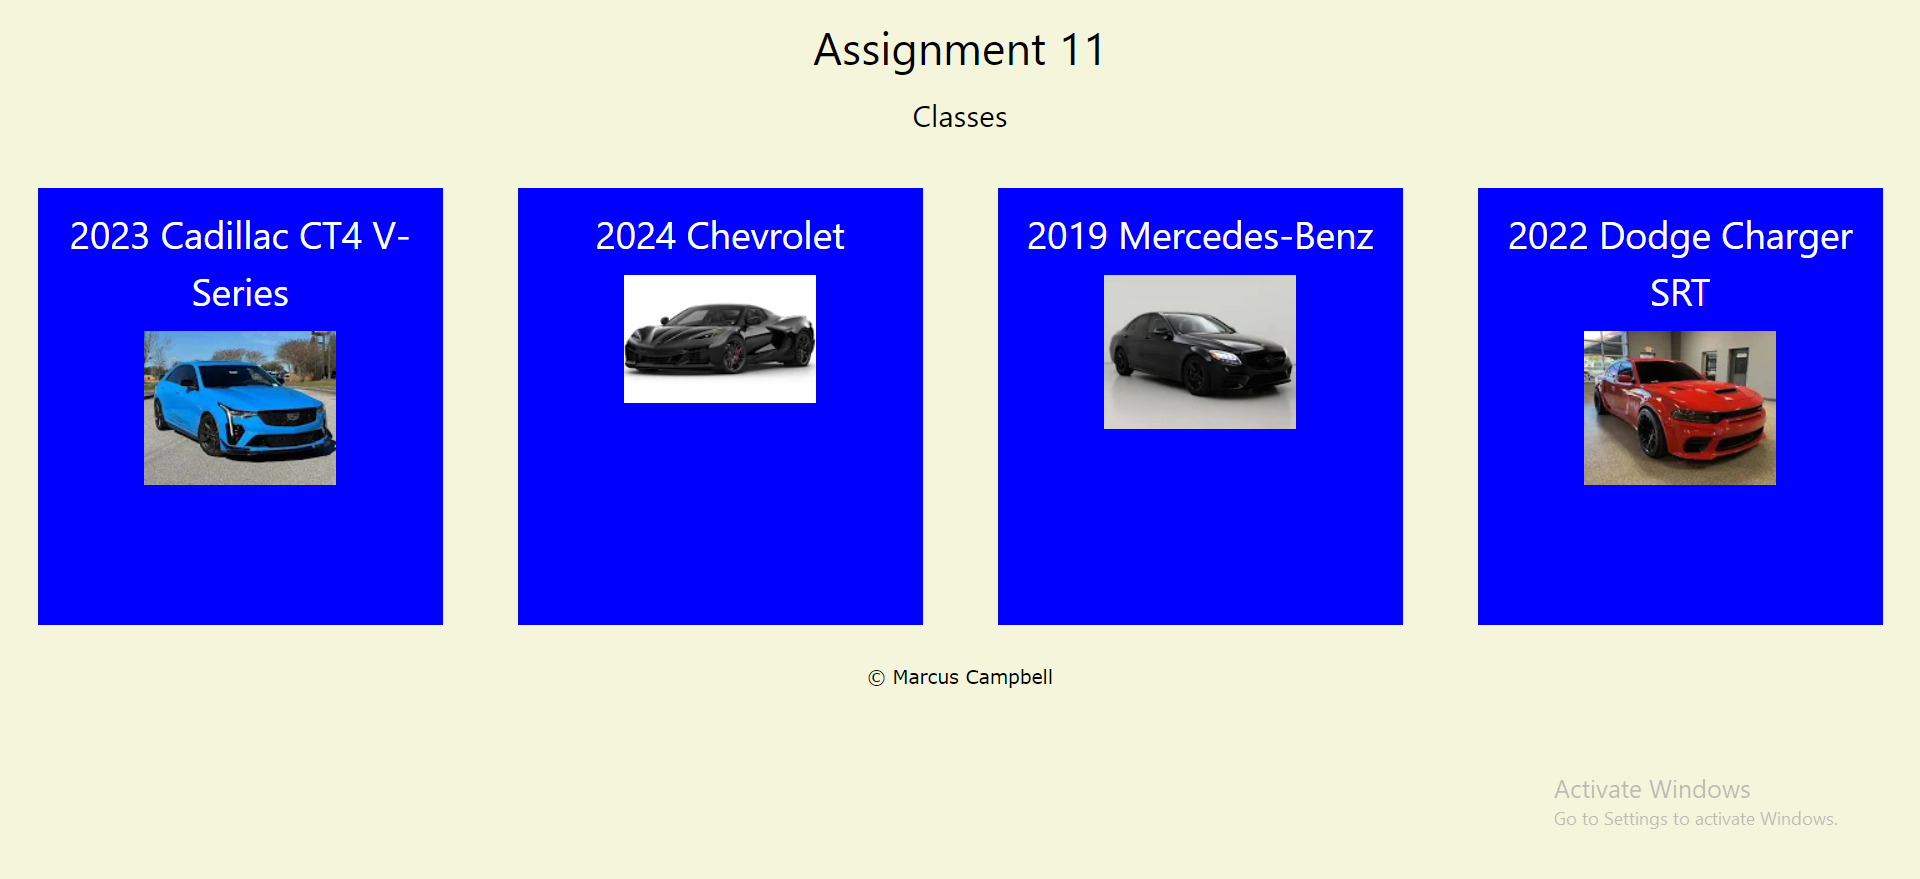 Assignment 11
Classes
2023 Cadillac CT4 V-
Series
2024 Chevrolet
2019 Mercedes-Benz
2022 Dodge Charger
SRT
© Marcus Campbell
Activate Windows
Go to Settings to activate Windows.